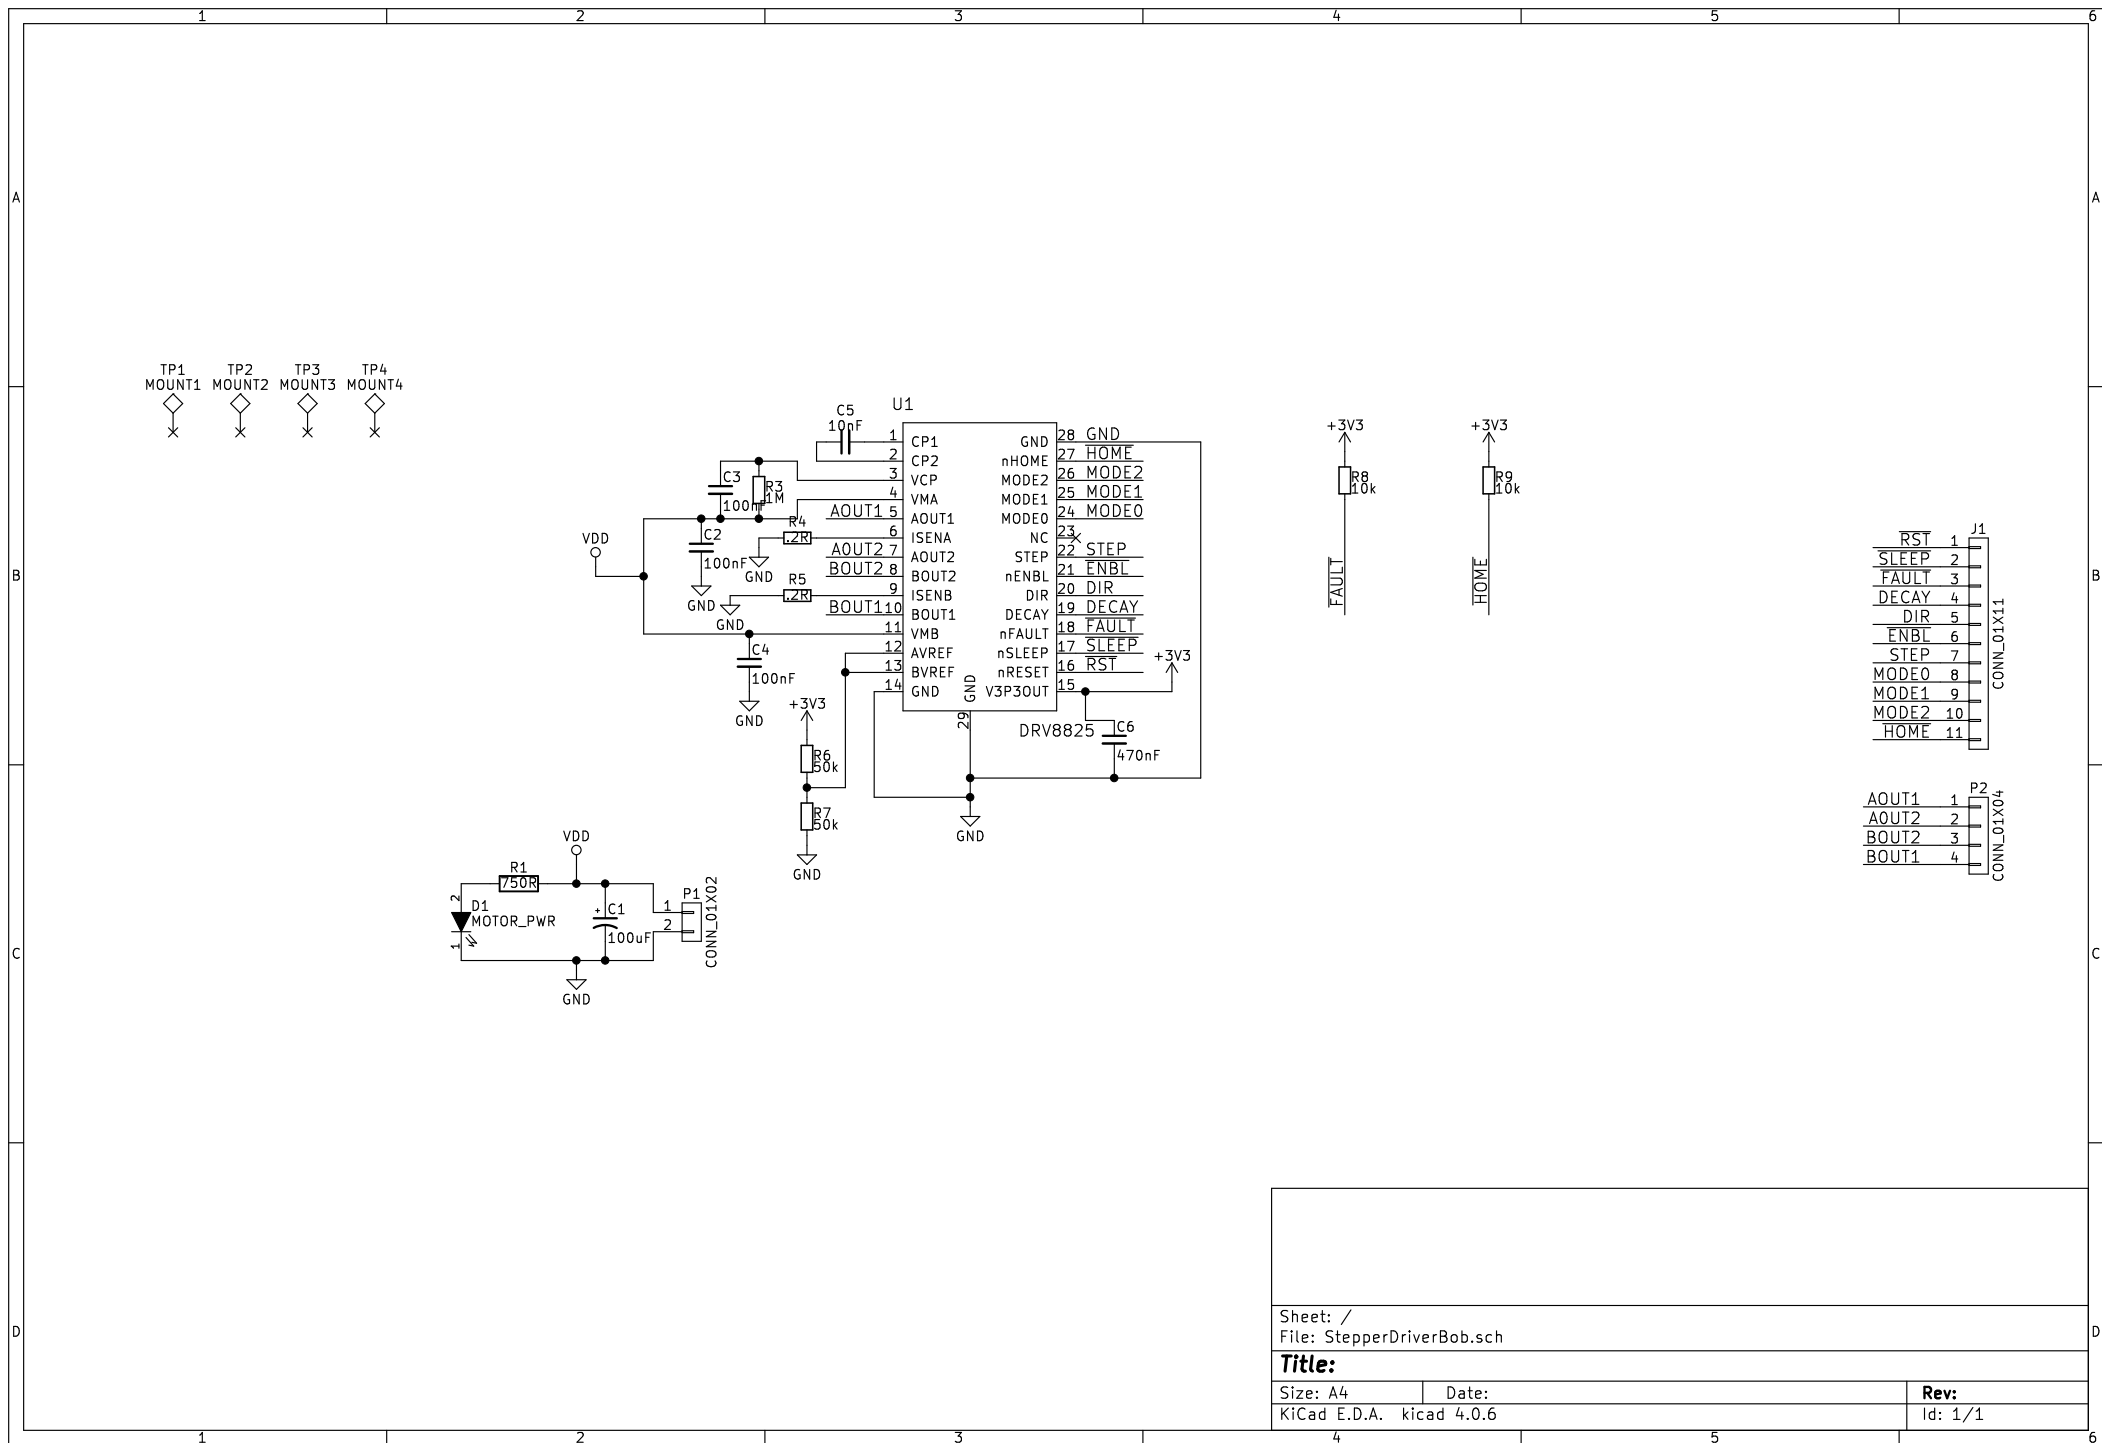 1 2 3 4 5 6
A A
B B
C C
D D
TP1 TP2 TP3 TP4
MOUNT1 MOUNT2 MOUNT3 MOUNT4
U1
C5
10nF
1 CP1
2 CP2
3 VCP
4 VMA
AOUT1 5 AOUT1
6 ISENA
AOUT2 7 AOUT2
BOUT2 8 BOUT2
9 ISENB
BOUT1 10 BOUT1
11 VMB
12 AVREF
13 BVREF
14 GND
GND 29
GND 28 GND
nHOME 27 HOME
MODE2 26 MODE2
MODE1 25 MODE1
MODE0 24 MODE0
NC 23
STEP 22 STEP
nENBL 21 ENBL
DIR 20 DIR
DECAY 19 DECAY
nFAULT 18 FAULT
nSLEEP 17 SLEEP
nRESET 16 RST
V3P3OUT 15
DRV8825
+3V3
C6
470nF
GND
C3
100nF
R3
1M
R4
.2R
GND
C2
100nF
GND
VDD
R5
.2R
GND
C4
100nF
GND
+3V3
R6
50k
R7
50k
GND
VDD
R1
750R
2
D1
MOTOR_PWR
1
C1
100uF
+
P1
1
2
CONN_01X02
GND
+3V3
R8
10k
FAULT
+3V3
R9
10k
HOME
J1
RST 1
SLEEP 2
FAULT 3
DECAY 4
DIR 5
ENBL 6
STEP 7
MODE0 8
MODE1 9
MODE2 10
HOME 11
CONN_01X11
P2
AOUT1 1
AOUT2 2
BOUT2 3
BOUT1 4
CONN_01X04
Sheet: /
File: StepperDriverBob.sch
Title:
Size: A4 Date: Rev:
KiCad E.D.A. kicad 4.0.6 Id: 1/1
1 2 3 4 5 6